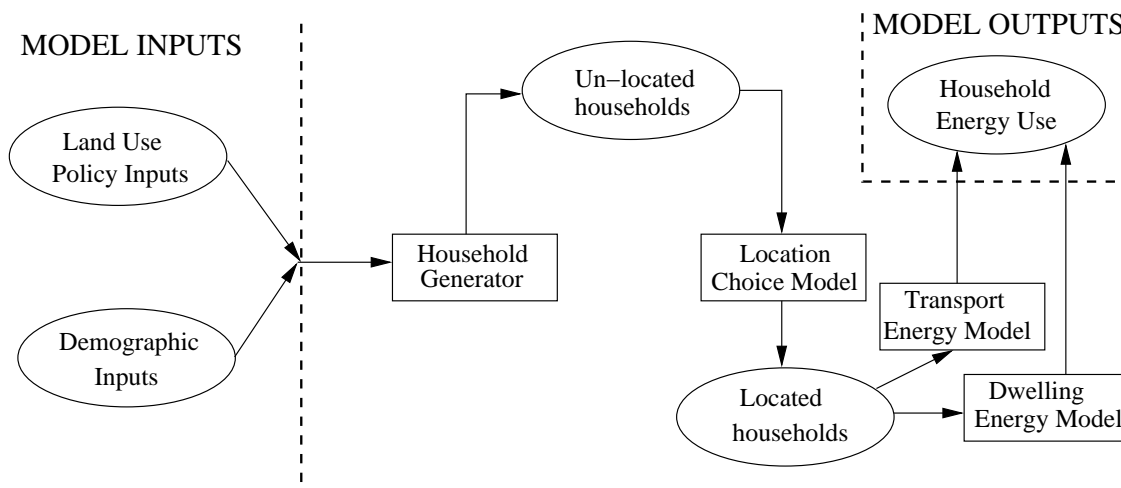 MODEL INPUTS
Land Use
Policy Inputs
Demographic
Inputs
Household
Generator
Un−located
households
Location
Choice Model
Located
households
Transport
Energy Model
Dwelling
Energy Model
MODEL OUTPUTS
Household
Energy Use